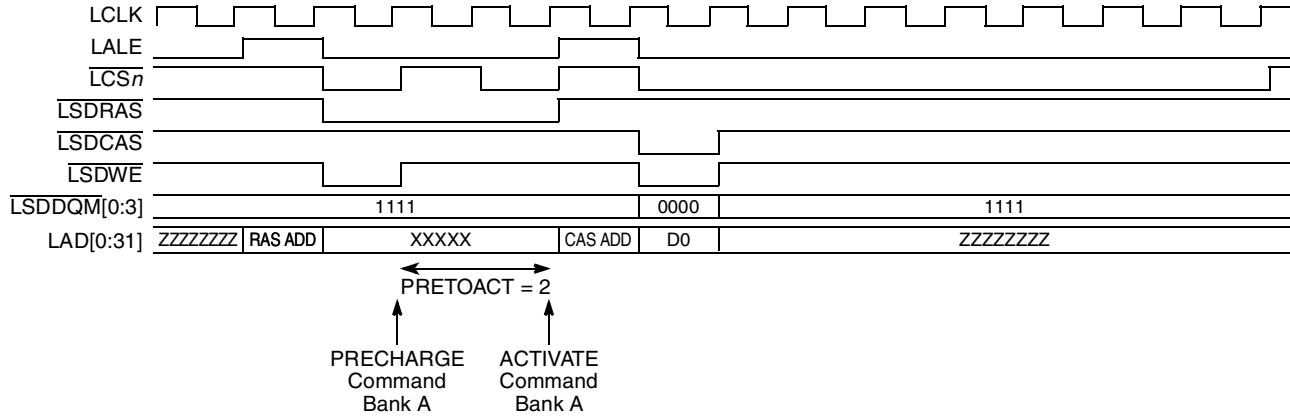 LCLK
LALE
LCSn
LSDRAS
LSDCAS
LSDWE
LSDDQM[0:3] 1111 0000 1111
LAD[0:31] ZZZZZZZZ RAS ADD XXXXX CAS ADD D0 ZZZZZZZZ
PRETOACT = 2
PRECHARGE ACTIVATE
Command Command
Bank A Bank A